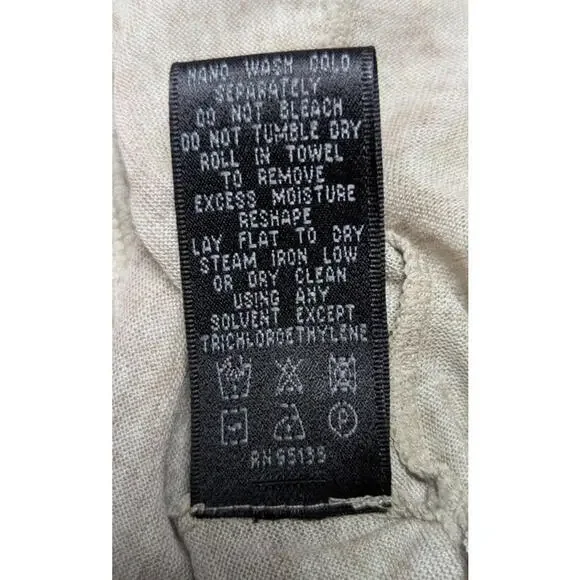 HAND WASH COLD
SEPARATELY
DO NOT BLEACH
DO NOT TUMBLE DRY
ROLL IN TOWEL
TO REMOVE
EXCESS MOISTURE
RESHAPE
LAY FLAT TO DRY
STEAM IRON LOW
OR DRY CLEAN
USING ANY
SOLVENT EXCEPT
TRICHLOROETHYLENE
P
RN